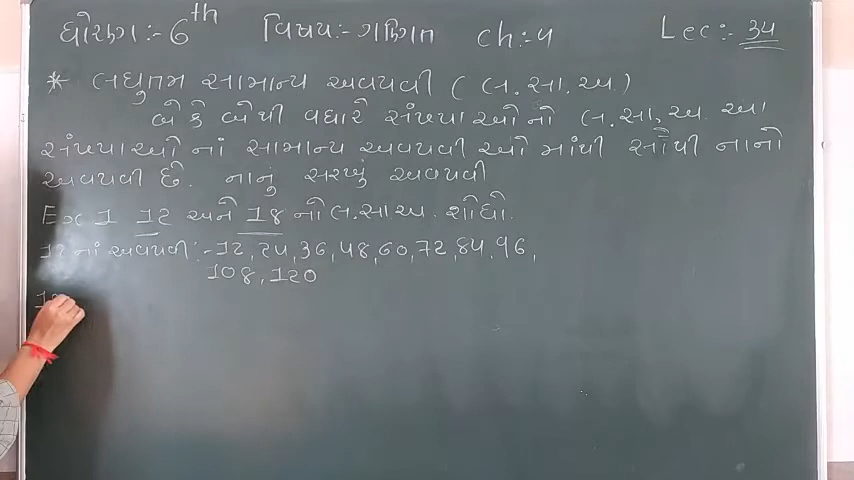 ધોરણ:- 6th વિષય:- ગણિત ch:- 4 Lec:- 34
* લઘુતમ સામાન્ય અવયવી ( લ. સા. અ.)
બે કે બેથી વધારે સંખ્યાઓનો લ. સા, અ. આ
સંખ્યાઓ નાં સામાન્ય અવયવી ઓ માંથી સૌથી નાનો
અવયવી છે. નાનું સરખું અવયવી
Ex 1 12 અને 18 નો લ. સા અ. શોધો.
12 નાં અવયવી:- 12, 24, 36, 48, 60, 72, 84, 96,
108, 120